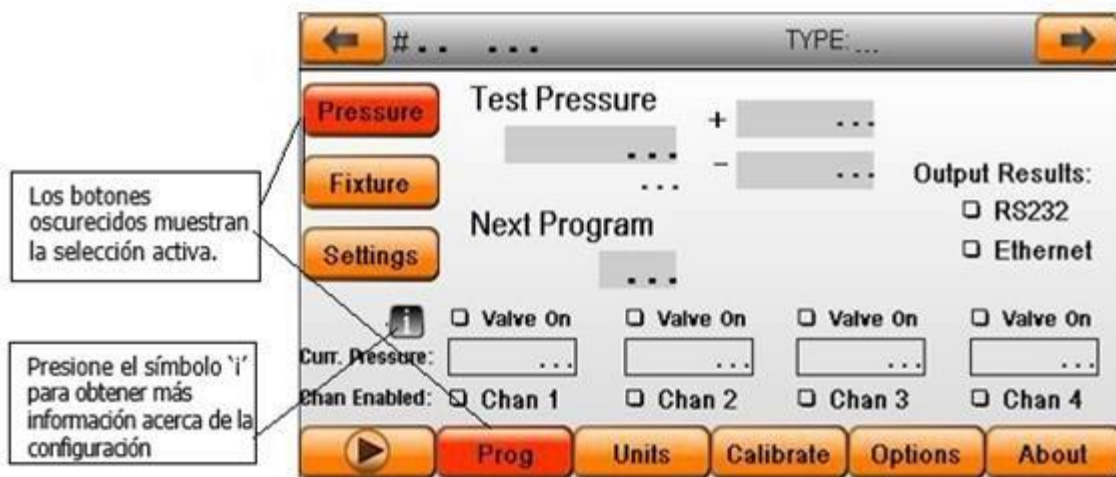 #.. ... TYPE:...
Pressure
Test Pressure
+ ...
...
- ...
...
Fixture
Output Results:
RS232
Ethernet
Next Program
...
Settings
Los botones
oscurecidos muestran
la selección activa.
i
Valve On Valve On Valve On Valve On
Curr. Pressure: ... ... ... ...
Chan Enabled: Chan 1 Chan 2 Chan 3 Chan 4
Presione el símbolo `i´
para obtener más
información acerca de la
configuración
Prog Units Calibrate Options About